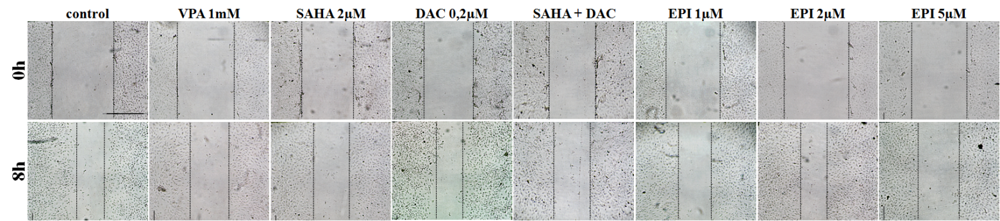 control VPA 1mM SAHA 2μM DAC 0,2μM SAHA + DAC EPI 1μM EPI 2μM EPI 5μM
0h
8h